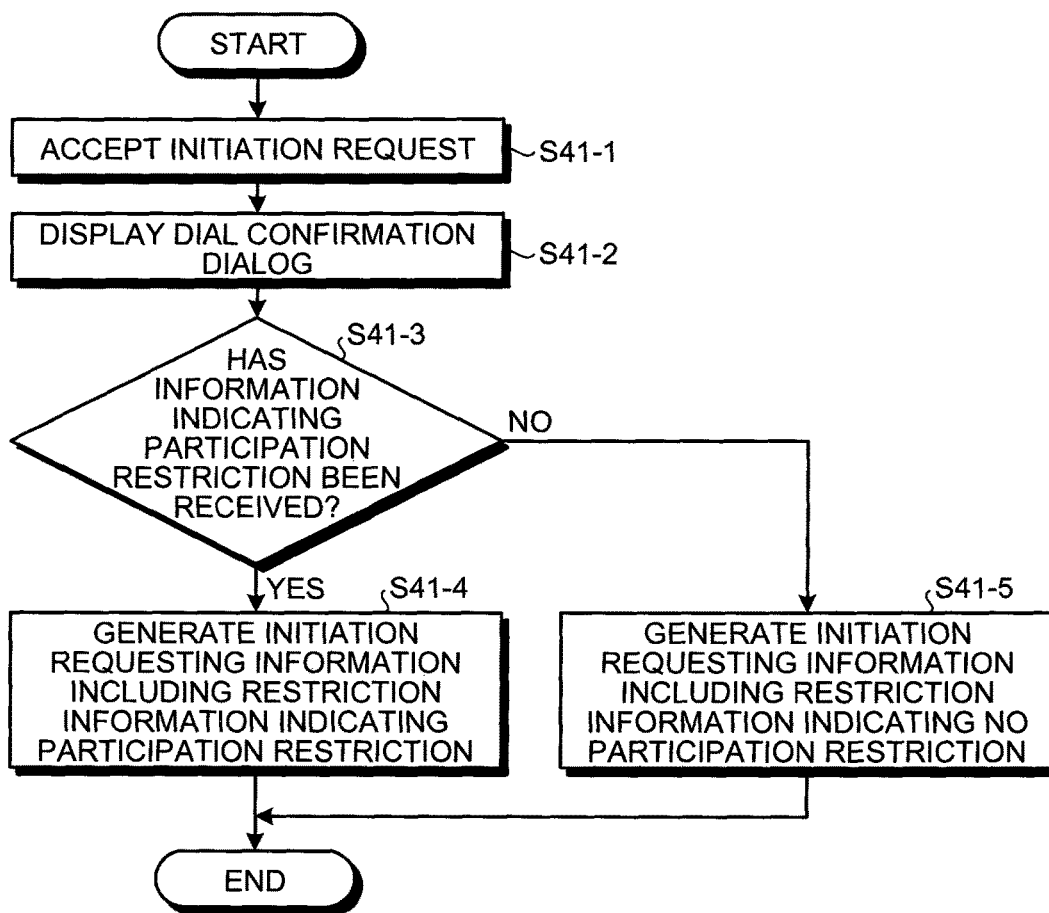 START
ACCEPT INITIATION REQUEST
S41-1
DISPLAY DIAL CONFIRMATION
DIALOG
S41-2
S41-3
HAS
INFORMATION
INDICATING
PARTICIPATION
RESTRICTION BEEN
RECEIVED?
NO
YES
S41-4
GENERATE INITIATION
REQUESTING INFORMATION
INCLUDING RESTRICTION
INFORMATION INDICATING
PARTICIPATION RESTRICTION
S41-5
GENERATE INITIATION
REQUESTING INFORMATION
INCLUDING RESTRICTION
INFORMATION INDICATING NO
PARTICIPATION RESTRICTION
END